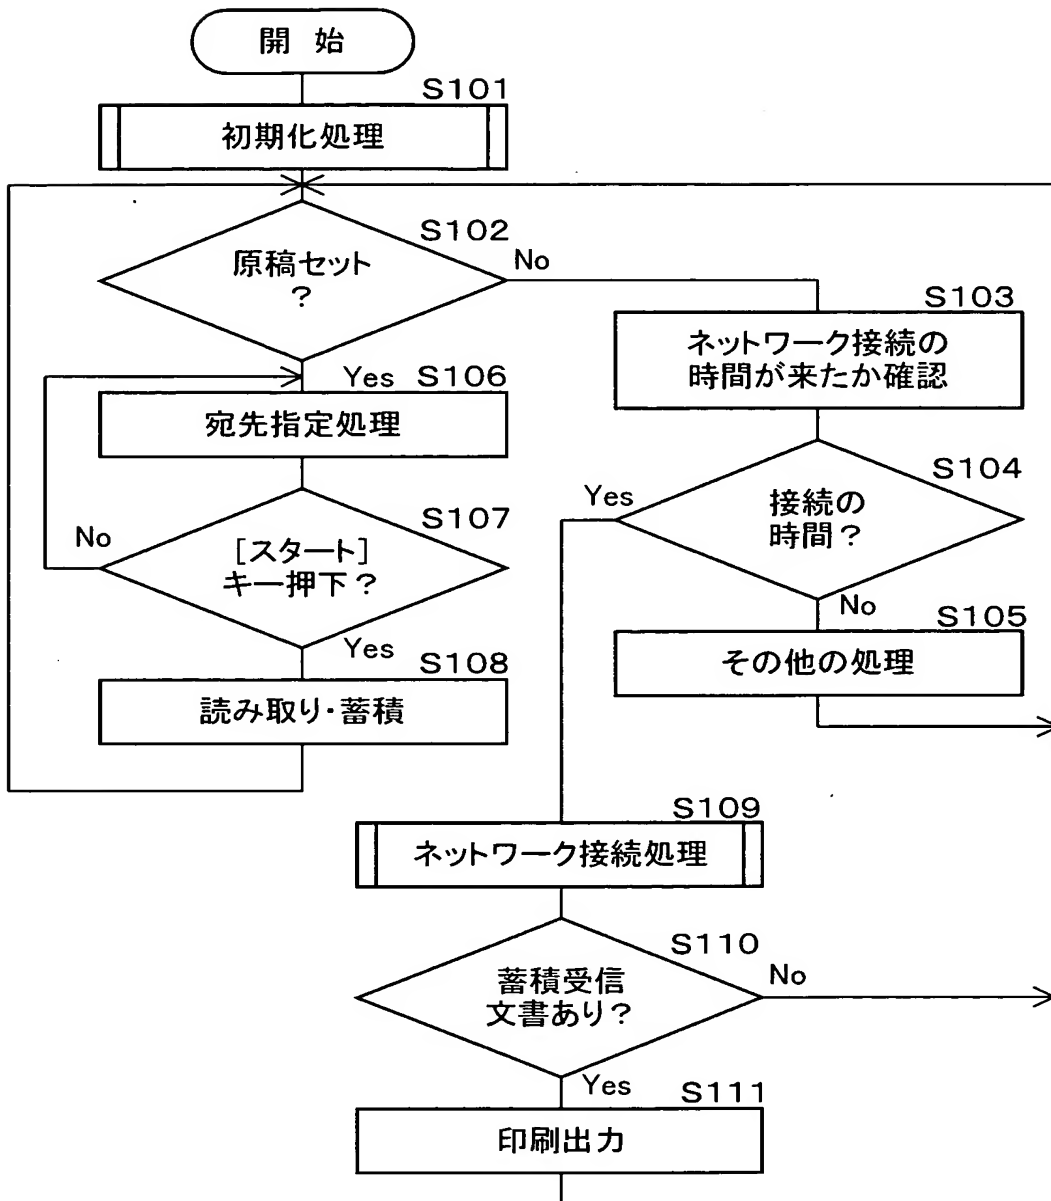 開 始
S101
初期化処理
S102
原稿セット
?
No
S103
ネットワーク接続の
時間が来たか確認
Yes
S106
宛先指定処理
S104
接続の
時間?
Yes
No
S107
[スタート]
キー押下?
No
Yes
S105
その他の処理
S108
読み取り・蓄積
S109
ネットワーク接続処理
S110
蓄積受信
文書あり?
No
Yes
S111
印刷出力